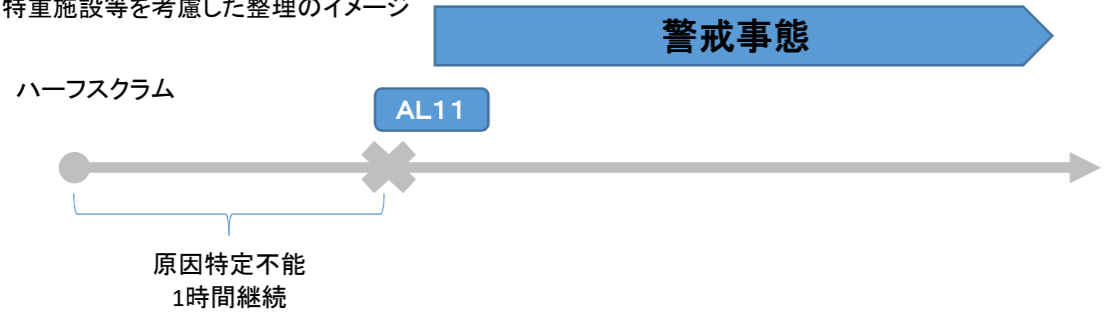 特重施設等を考慮した整理のイメージ
警戒事態
ハーフスクラム
AL11
原因特定不能
1時間継続